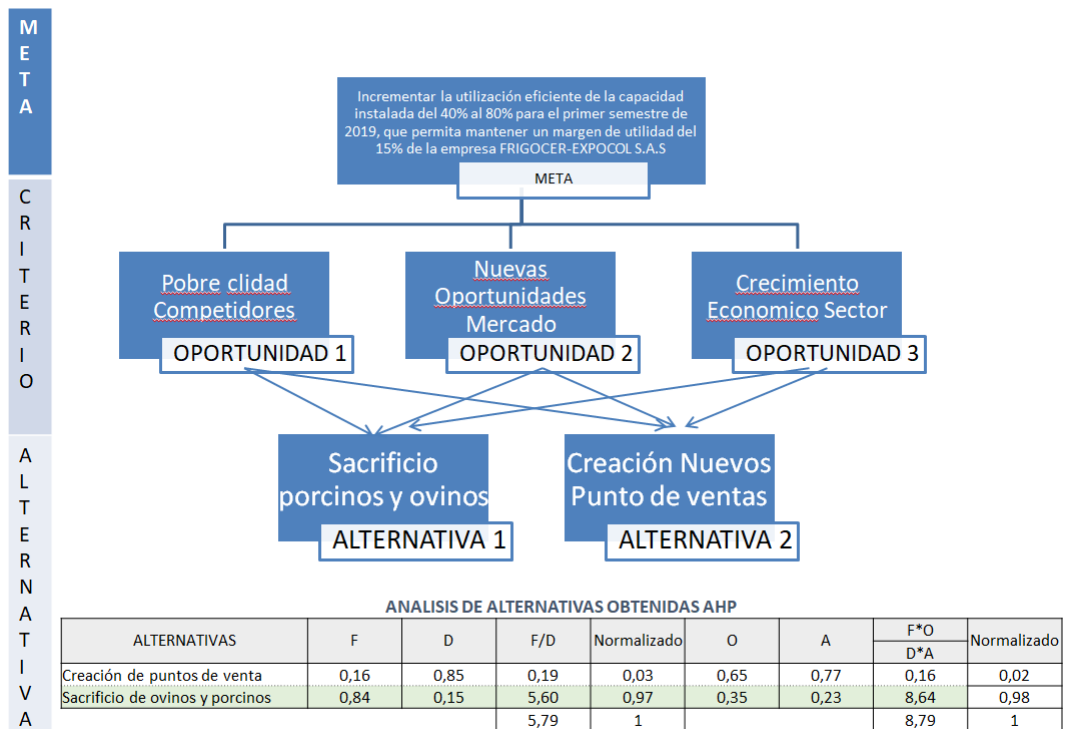 M
E
T
A
Incrementar la utilización eficiente de la capacidad
instalada del 40% al 80% para el primer semestre de
2019, que permita mantener un margen de utilidad del
15% de la empresa FRIGOCER-EXPOCOL S.A.S
META
C
R
I
T
E
R
I
O
Pobre clidad
Competidores
OPORTUNIDAD 1
Nuevas
Oportunidades
Mercado
OPORTUNIDAD 2
Crecimiento
Economico Sector
OPORTUNIDAD 3
A
L
T
E
R
N
A
T
I
V
A
Sacrificio
porcinos y ovinos
ALTERNATIVA 1
Creación Nuevos
Punto de ventas
ALTERNATIVA 2
ANALISIS DE ALTERNATIVAS OBTENIDAS AHP
ALTERNATIVAS F D F/D Normalizado O A F*O Normalizado
D*A
Creación de puntos de venta 0,16 0,85 0,19 0,03 0,65 0,77 0,16 0,02
Sacrificio de ovinos y porcinos 0,84 0,15 5,60 0,97 0,35 0,23 8,64 0,98
5,79 1 8,79 1